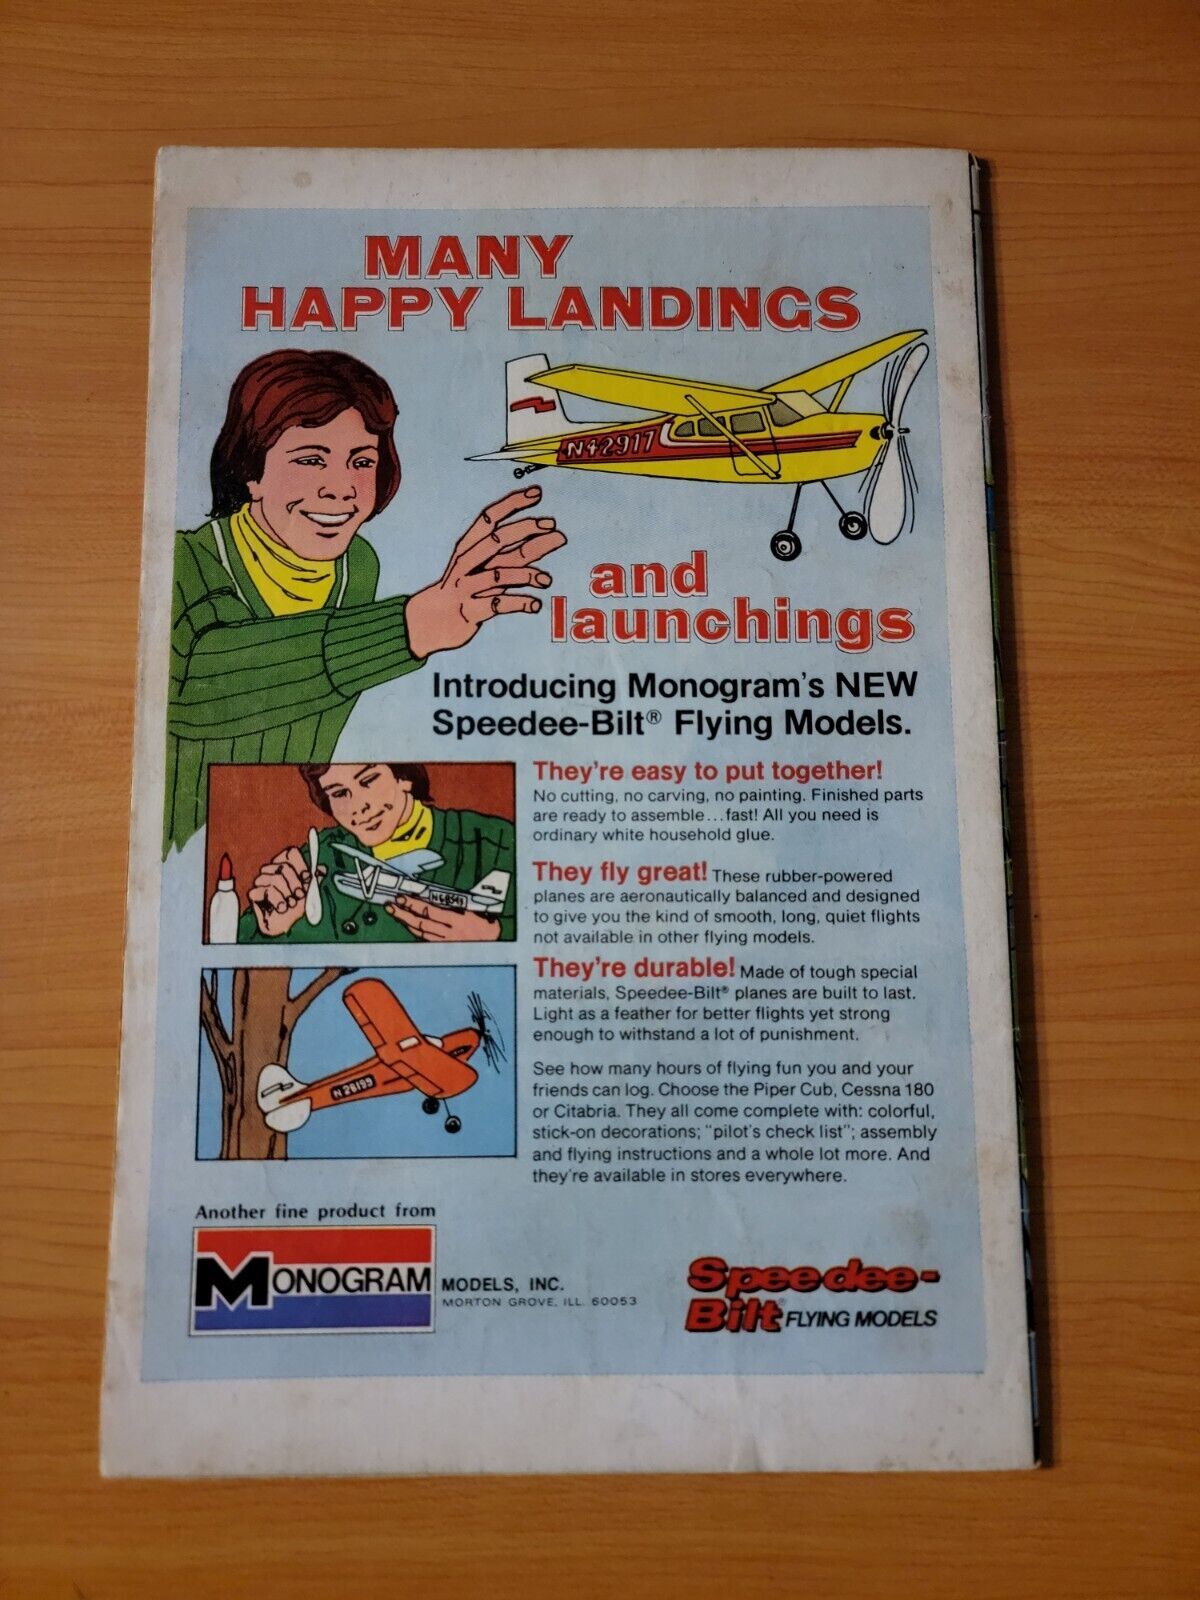 MANY
HAPPY LANDINGS
N42917
and
launchings
Introducing Monogram's NEW
Speedee-Bilt® Flying Models.
They're easy to put together!
No cutting, no carving, no painting. Finished parts
are ready to assemble...fast! All you need is
ordinary white household glue.
They fly great! These rubber-powered
planes are aeronautically balanced and designed
to give you the kind of smooth, long, quiet flights
not available in other flying models.
They're durable! Made of tough special
materials, Speedee-Bilt® planes are built to last.
Light as a feather for better flights yet strong
enough to withstand a lot of punishment.
N 28199
See how many hours of flying fun you and your
friends can log. Choose the Piper Cub, Cessna 180
or Citabria. They all come complete with: colorful,
stick-on decorations; "pilot's check list"; assembly
and flying instructions and a whole lot more. And
they're available in stores everywhere.
Another fine product from
MONOGRAM MODELS, INC.
MORTON GROVE, ILL. 60053
Speedee-
Bilt® FLYING MODELS